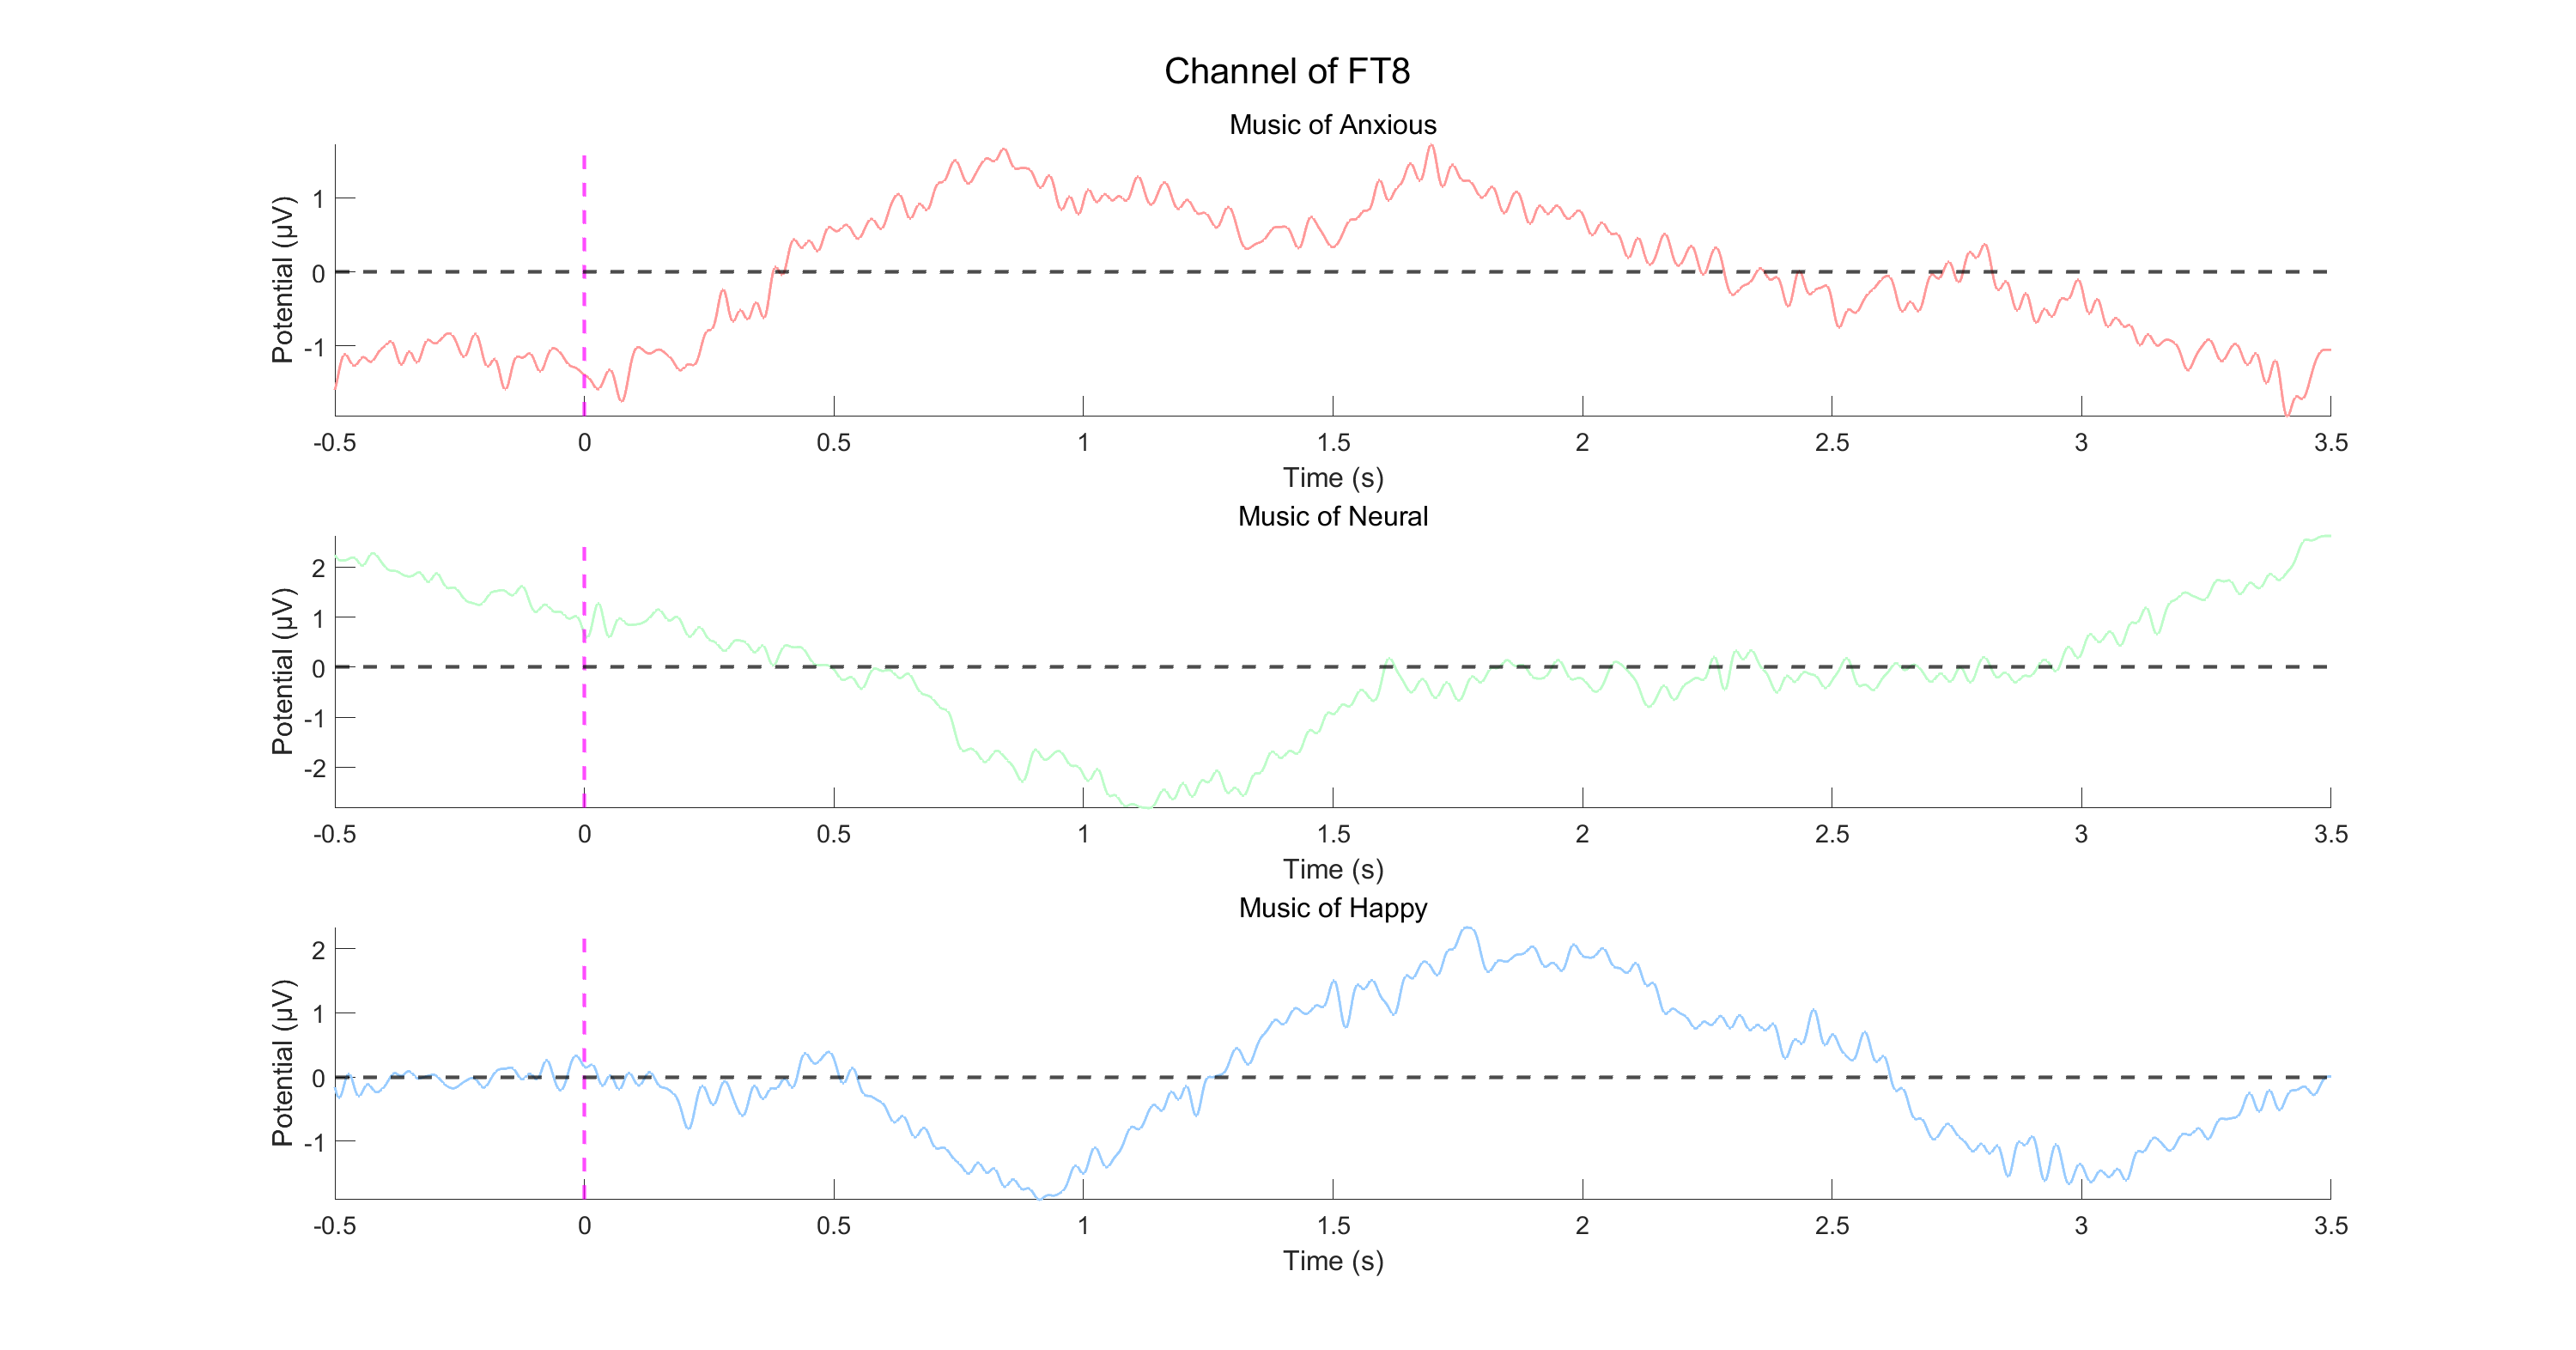 Channel of FT8
Music of Anxious
Potential (μV)
1
0
-1
-0.5 0 0.5 1 1.5 2 2.5 3 3.5
Time (s)
Music of Neural
Potential (μV)
2
1
0
-1
-2
-0.5 0 0.5 1 1.5 2 2.5 3 3.5
Time (s)
Music of Happy
Potential (μV)
2
1
0
-1
-0.5 0 0.5 1 1.5 2 2.5 3 3.5
Time (s)